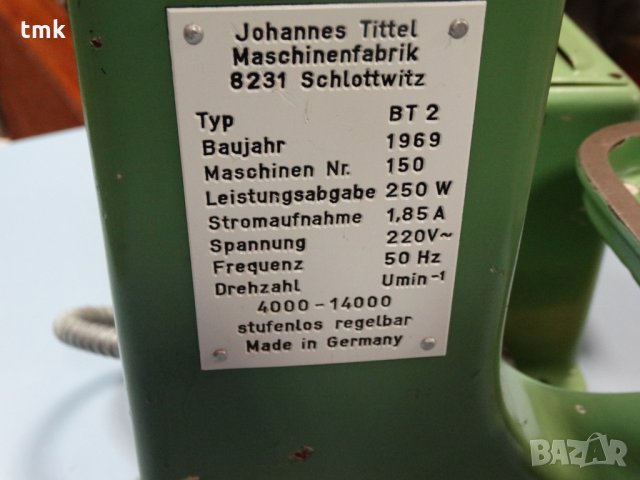 tmk
Johannes Tittel
Maschinenfabrik
8231 Schlottwitz
Typ BT 2
Baujahr 1969
Maschinen Nr. 150
Leistungsabgabe 250 W
Stromaufnahme 1,85 A
Spannung 220V~
Frequenz 50 Hz
Drehzahl Umin⁻¹
4000 - 14000
stufenlos regelbar
Made in Germany
BAZAR